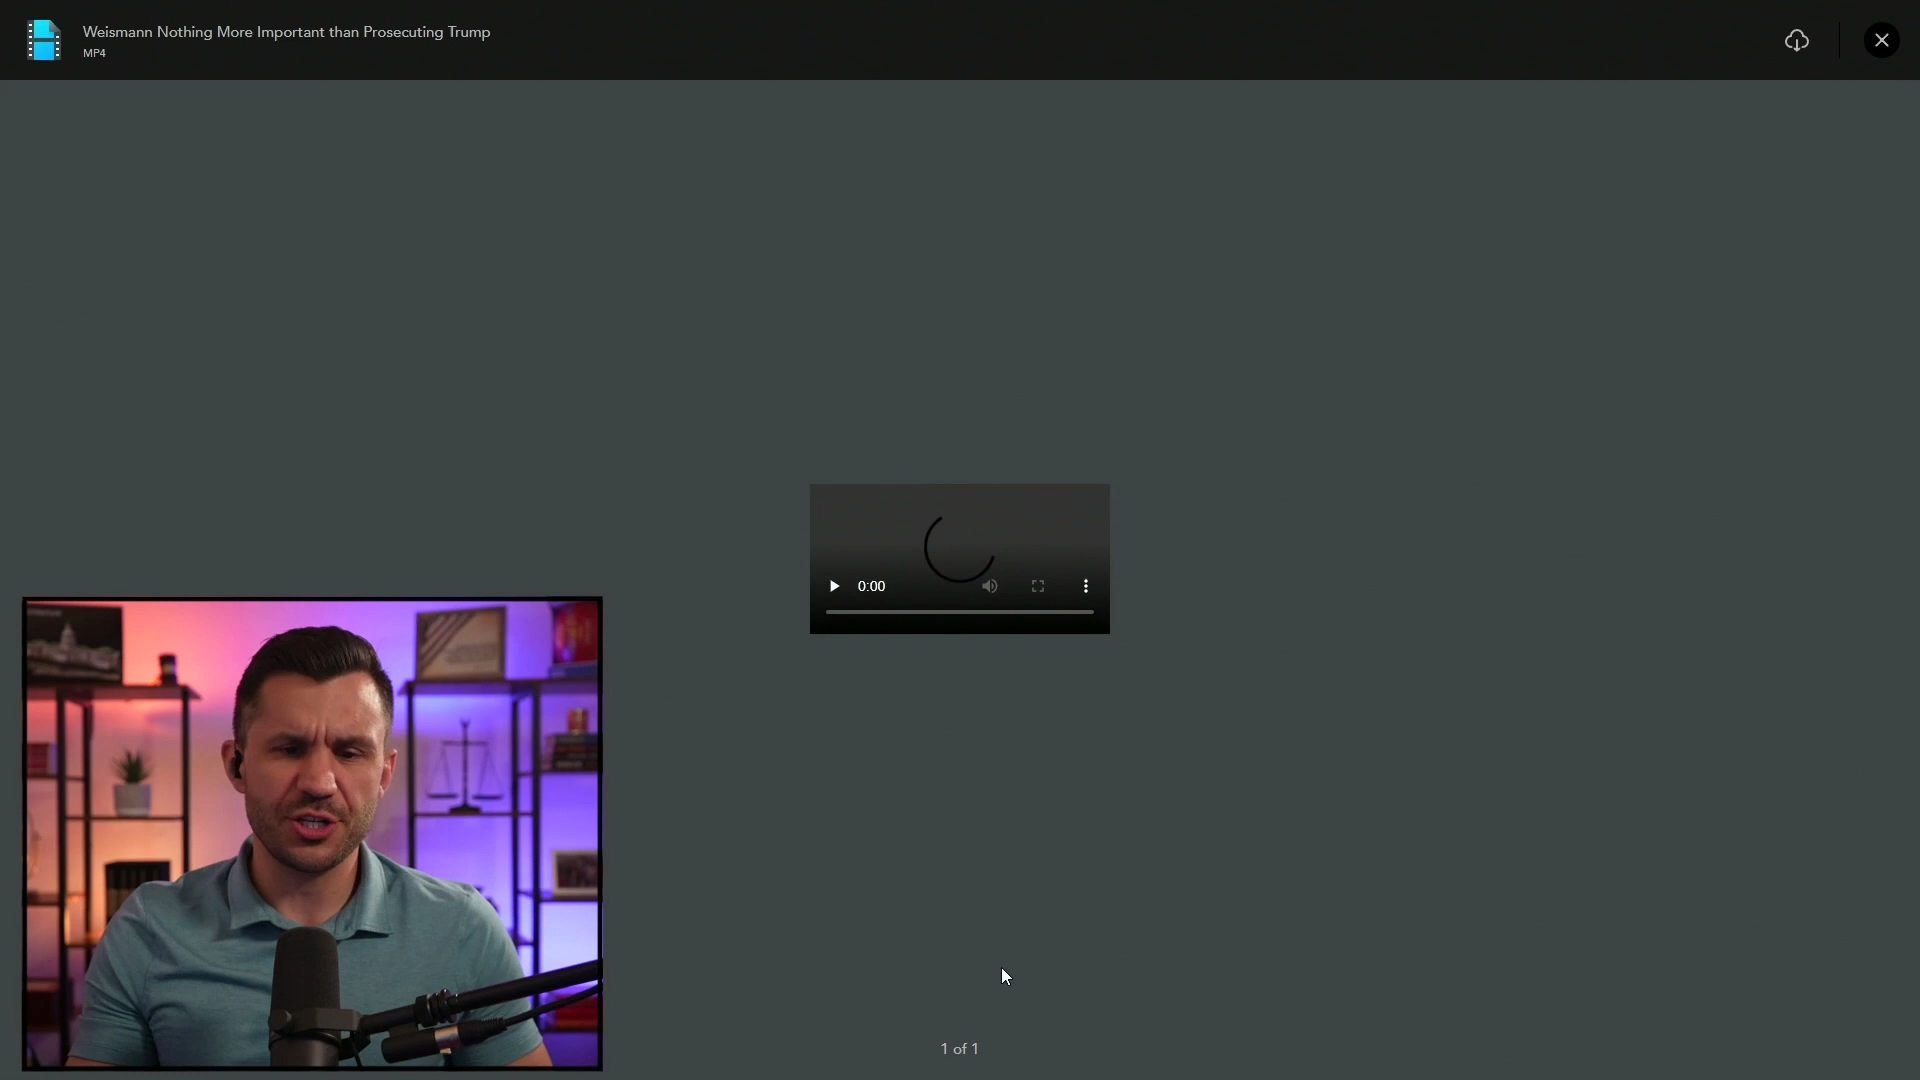 Weismann Nothing More Important than Prosecuting Trump
MP4
0:00
1 of 1